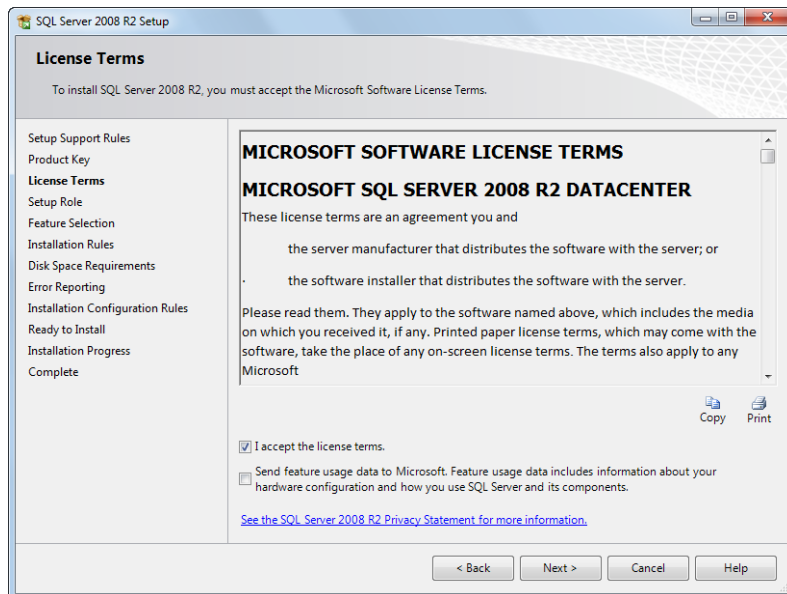 SQL Server 2008 R2 Setup
License Terms
To install SQL Server 2008 R2, you must accept the Microsoft Software License Terms.
Setup Support Rules
Product Key
License Terms
Setup Role
Feature Selection
Installation Rules
Disk Space Requirements
Error Reporting
Installation Configuration Rules
Ready to Install
Installation Progress
Complete
MICROSOFT SOFTWARE LICENSE TERMS
MICROSOFT SQL SERVER 2008 R2 DATACENTER
These license terms are an agreement you and
the server manufacturer that distributes the software with the server; or
· the software installer that distributes the software with the server.
Please read them. They apply to the software named above, which includes the media
on which you received it, if any. Printed paper license terms, which may come with the
software, take the place of any on-screen license terms. The terms also apply to any
Microsoft
Copy Print
I accept the license terms.
Send feature usage data to Microsoft. Feature usage data includes information about your
hardware configuration and how you use SQL Server and its components.
See the SQL Server 2008 R2 Privacy Statement for more information.
< Back Next > Cancel Help